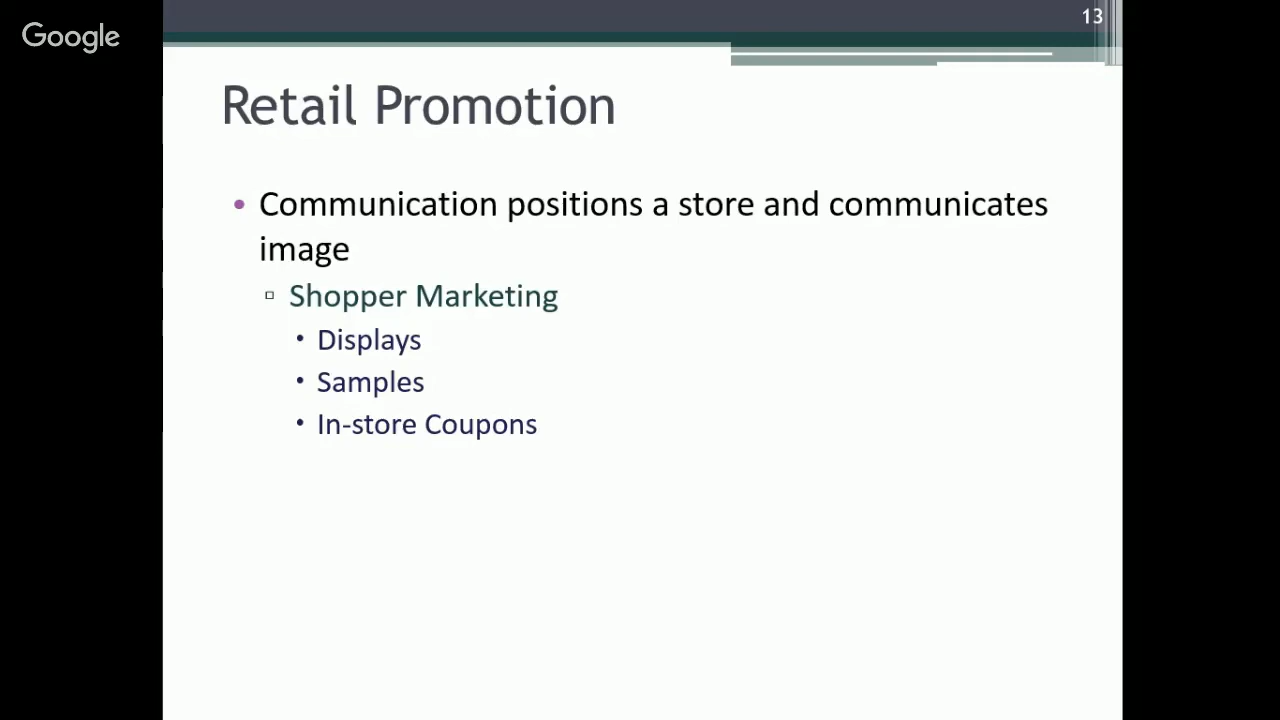 Google
13
Retail Promotion
• Communication positions a store and communicates
image
▫ Shopper Marketing
• Displays
• Samples
• In-store Coupons